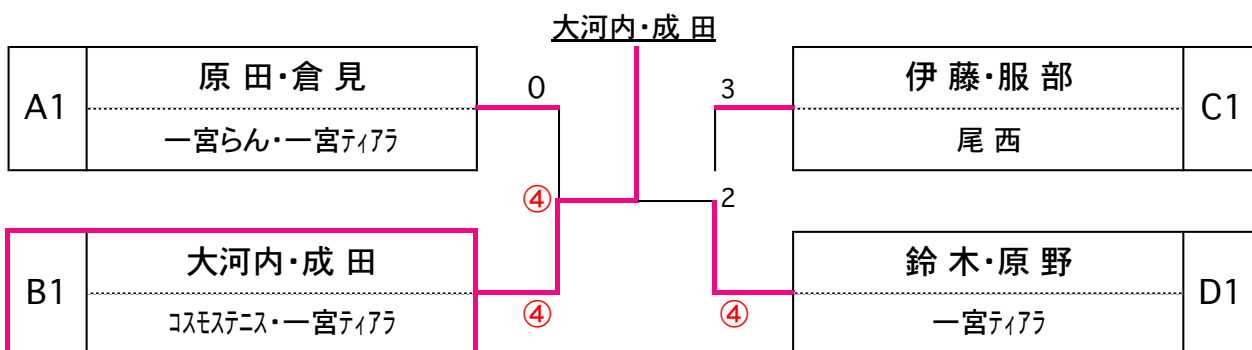 大河内・成 田
A1
原 田・倉 見
一宮らん・一宮ティアラ
0
3
伊 藤・服 部
尾 西
C1
④
2
B1
大河内・成 田
コスモステニス・一宮ティアラ
④
④
鈴 木・原 野
一宮ティアラ
D1